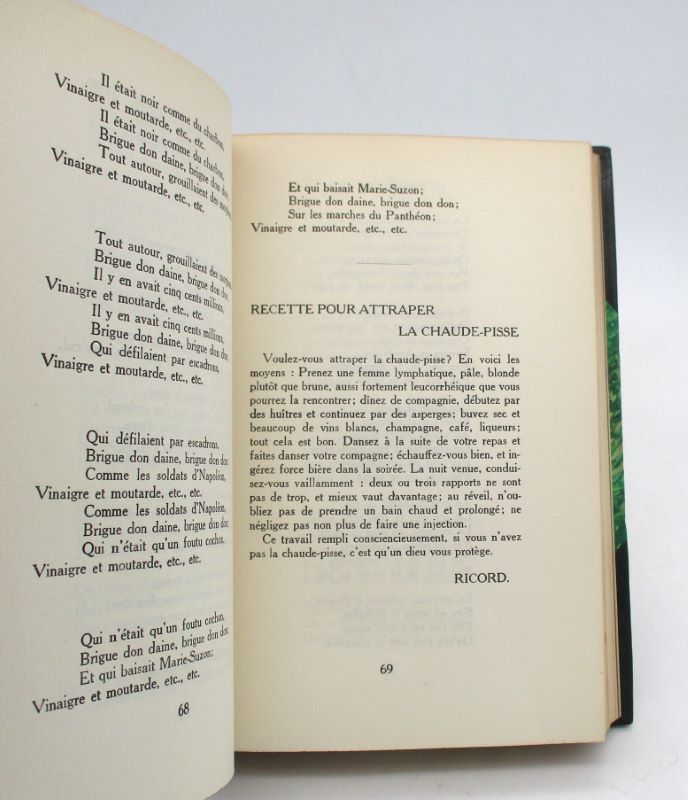 Il était noir comme du charbon,
Vinaigre et moutarde, etc., etc.
Il était noir comme du charbon,
Brigue don daine, brigue don don,
Tout autour, grouillaient des
Vinaigre et moutarde, etc., etc.
Tout autour, grouillaient des
Brigue don daine, brigue don don,
Il y en avait cinq cents millions,
Vinaigre et moutarde, etc., etc.
Il y en avait cinq cents millions,
Brigue don daine, brigue don don,
Qui défilaient par escadrons,
Vinaigre et moutarde, etc., etc.
Qui défilaient par escadrons,
Brigue don daine, brigue don don,
Comme les soldats d'Napoléon,
Vinaigre et moutarde, etc., etc.
Comme les soldats d'Napoléon,
Brigue don daine, brigue don don,
Qui n'était qu'un foutu cochon,
Vinaigre et moutarde, etc., etc.
Qui n'était qu'un foutu cochon,
Brigue don daine, brigue don don,
Et qui baisait Marie-Suzon;
Vinaigre et moutarde, etc., etc.
68
Et qui baisait Marie-Suzon;
Brigue don daine, brigue don don;
Sur les marches du Panthéon;
Vinaigre et moutarde, etc., etc.
RECETTE POUR ATTRAPER
LA CHAUDE-PISSE
Voulez-vous attraper la chaude-pisse? En voici les
moyens : Prenez une femme lymphatique, pâle, blonde
plutôt que brune, aussi fortement leucorrhéique que vous
pourrez la rencontrer; dînez de compagnie, débutez par
des huîtres et continuez par des asperges; buvez sec et
beaucoup de vins blancs, champagne, café, liqueurs;
tout cela est bon. Dansez à la suite de votre repas et
faites danser votre compagne; échauffez-vous bien, et in-
gérez force bière dans la soirée. La nuit venue, condui-
sez-vous vaillamment : deux ou trois rapports ne sont
pas de trop, et mieux vaut davantage; au réveil, n'ou-
bliez pas de prendre un bain chaud et prolongé; ne
négligez pas non plus de faire une injection.
Ce travail rempli consciencieusement, si vous n'avez
pas la chaude-pisse, c'est qu'un dieu vous protège.
RICORD.
69